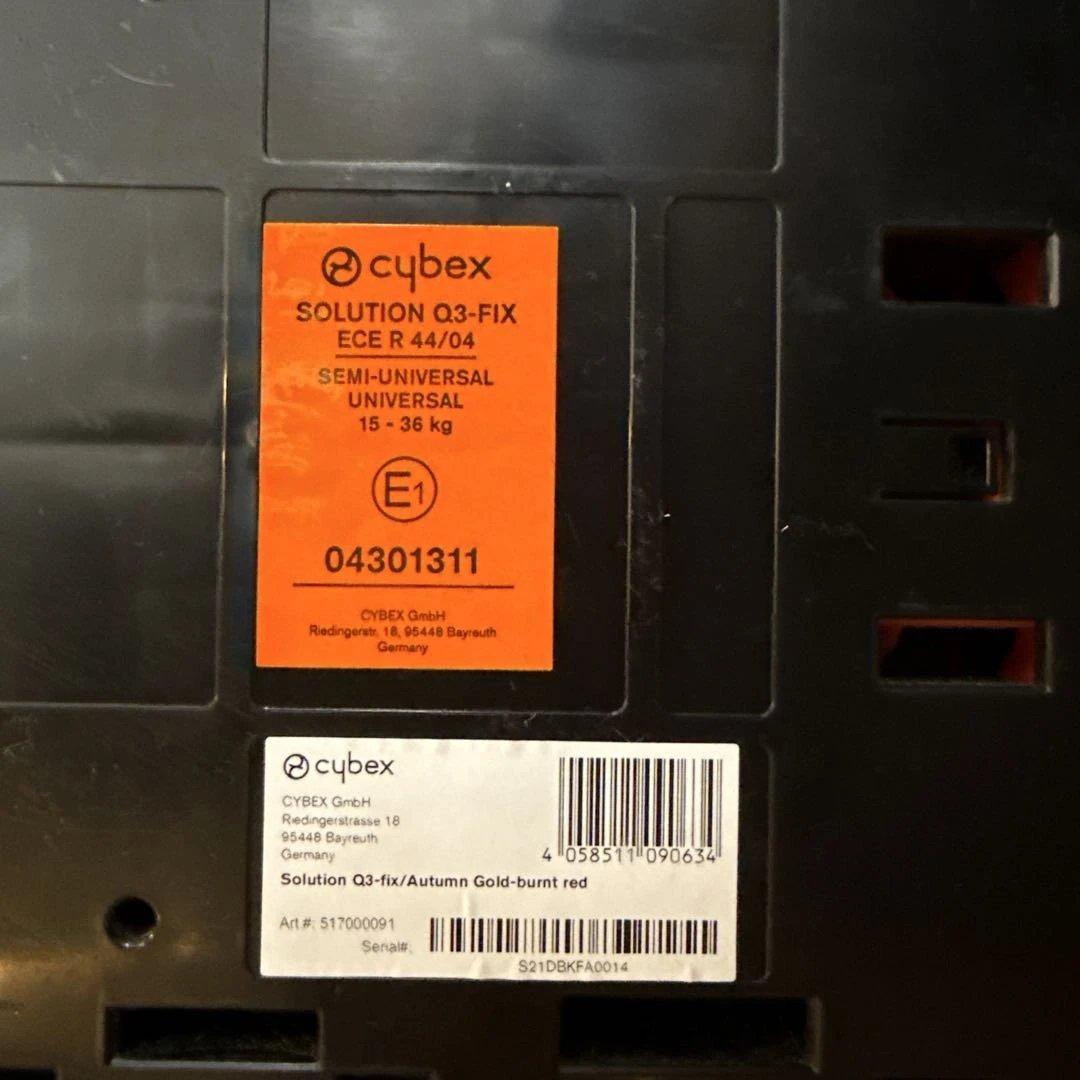 cybex
SOLUTION Q3-FIX
ECE R 44/04
SEMI-UNIVERSAL
UNIVERSAL
15 - 36 kg
E1
04301311
CYBEX GmbH
Riedingerstr. 18, 95448 Bayreuth
Germany
cybex
CYBEX GmbH
Riedingerstrasse 18
95448 Bayreuth
Germany
4 058511 090634
Solution Q3-fix/Autumn Gold-burnt red
Art #: 517000091
Serial#:
S21DBKFA0014